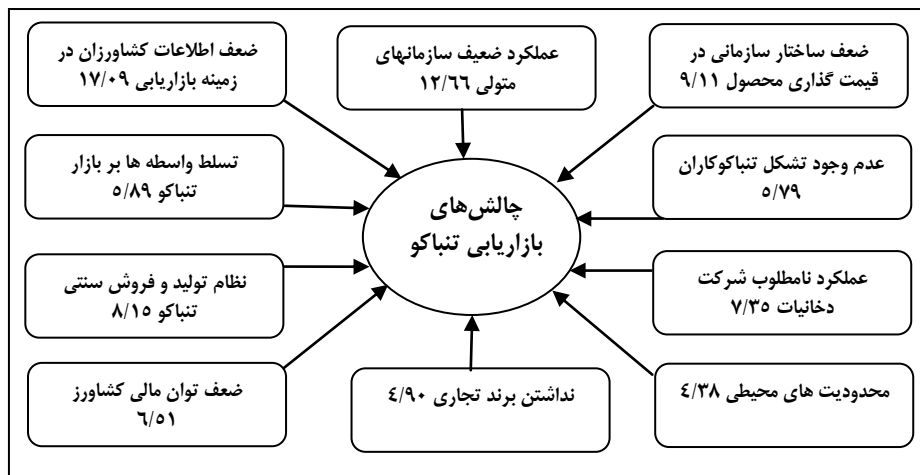 ضعف ساختار سازمانی در
قیمت گذاری محصول ۹/۱۱
عملکرد ضعیف سازمانهای
متولی ۱۲/۶۶
ضعف اطلاعات کشاورزان در
زمینه بازاریابی ۱۷/۰۹
عدم وجود تشکل تنباکوکاران
۵/۷۹
تسلط واسطه ها بر بازار
تنباکو ۵/۸۹
چالش‌های
بازاریابی تنباکو
عملکرد نامطلوب شرکت
دخانیات ۷/۳۵
نظام تولید و فروش سنتی
تنباکو ۸/۱۵
محدودیت های محیطی ۴/۳۸
نداشتن برند تجاری ۴/۹۰
ضعف توان مالی کشاورز
۶/۵۱